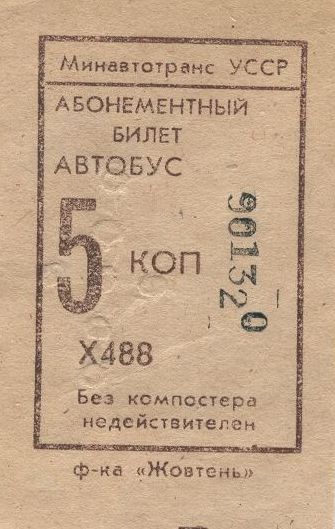 Минавтотранс УССР
АБОНЕМЕНТНЫЙ
БИЛЕТ
АВТОБУС
5 КОП
901320
Х488
Без компостера
недействителен
ф-ка «Жовтень»